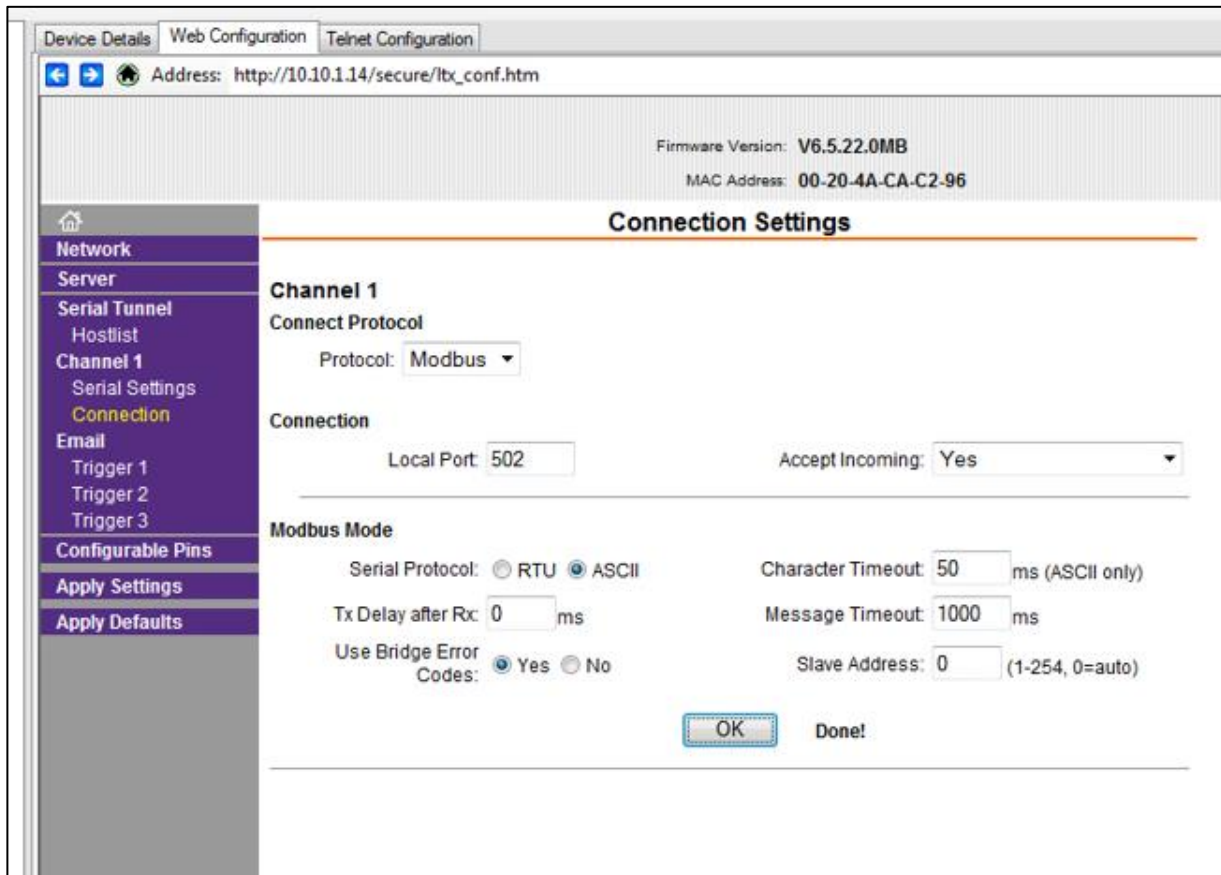 Device Details Web Configuration Telnet Configuration
Address: http://10.10.1.14/secure/ltx_conf.htm
Firmware Version: V6.5.22.0MB
MAC Address: 00-20-4A-CA-C2-96
Connection Settings
Network
Server
Serial Tunnel
Hostlist
Channel 1
Serial Settings
Connection
Email
Trigger 1
Trigger 2
Trigger 3
Configurable Pins
Apply Settings
Apply Defaults
Channel 1
Connect Protocol
Protocol: Modbus
Connection
Local Port: 502 Accept Incoming: Yes
Modbus Mode
Serial Protocol: RTU ASCII Character Timeout: 50 ms (ASCII only)
Tx Delay after Rx: 0 ms Message Timeout: 1000 ms
Use Bridge Error
Codes: Yes No Slave Address: 0 (1-254, 0=auto)
OK Done!